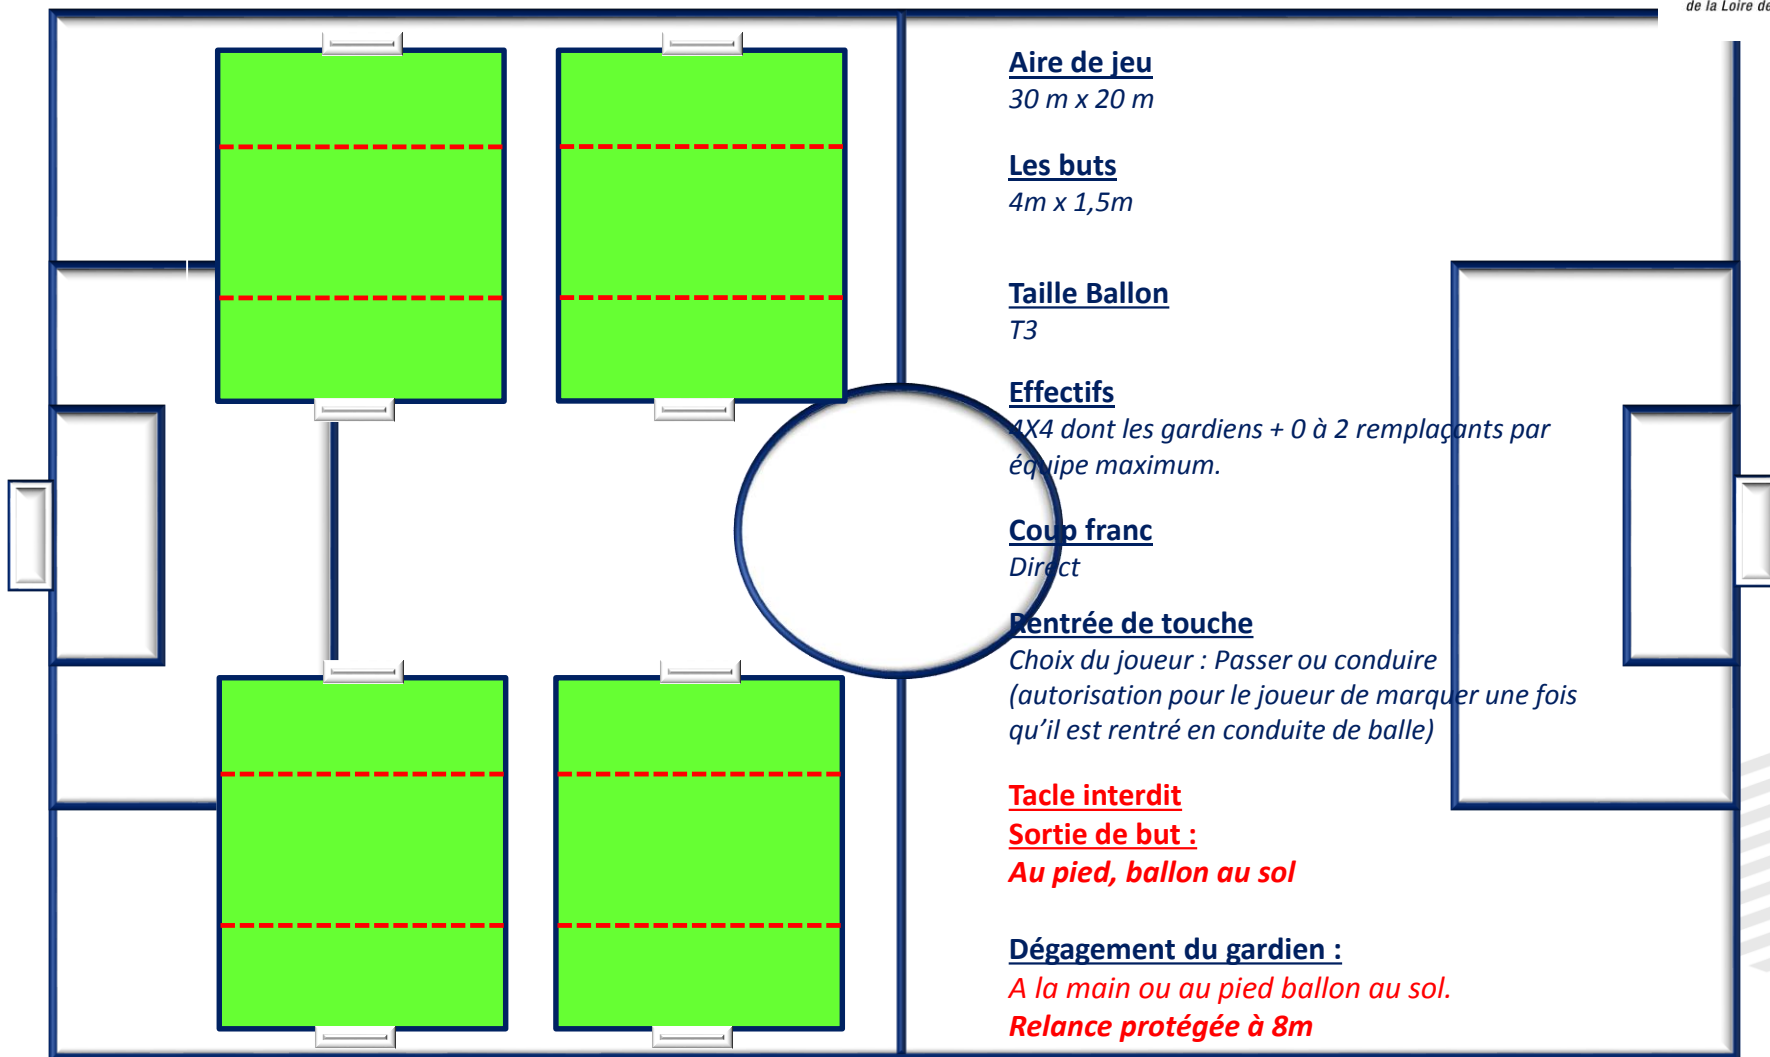 de la Loire de
Aire de jeu
30 m x 20 m
Les buts
4m x 1,5m
Taille Ballon
T3
Effectifs
4X4 dont les gardiens + 0 à 2 remplaçants par
équipe maximum.
Coup franc
Direct
Rentrée de touche
Choix du joueur : Passer ou conduire
(autorisation pour le joueur de marquer une fois
qu’il est rentré en conduite de balle)
Tacle interdit
Sortie de but :
Au pied, ballon au sol
Dégagement du gardien :
A la main ou au pied ballon au sol.
Relance protégée à 8m